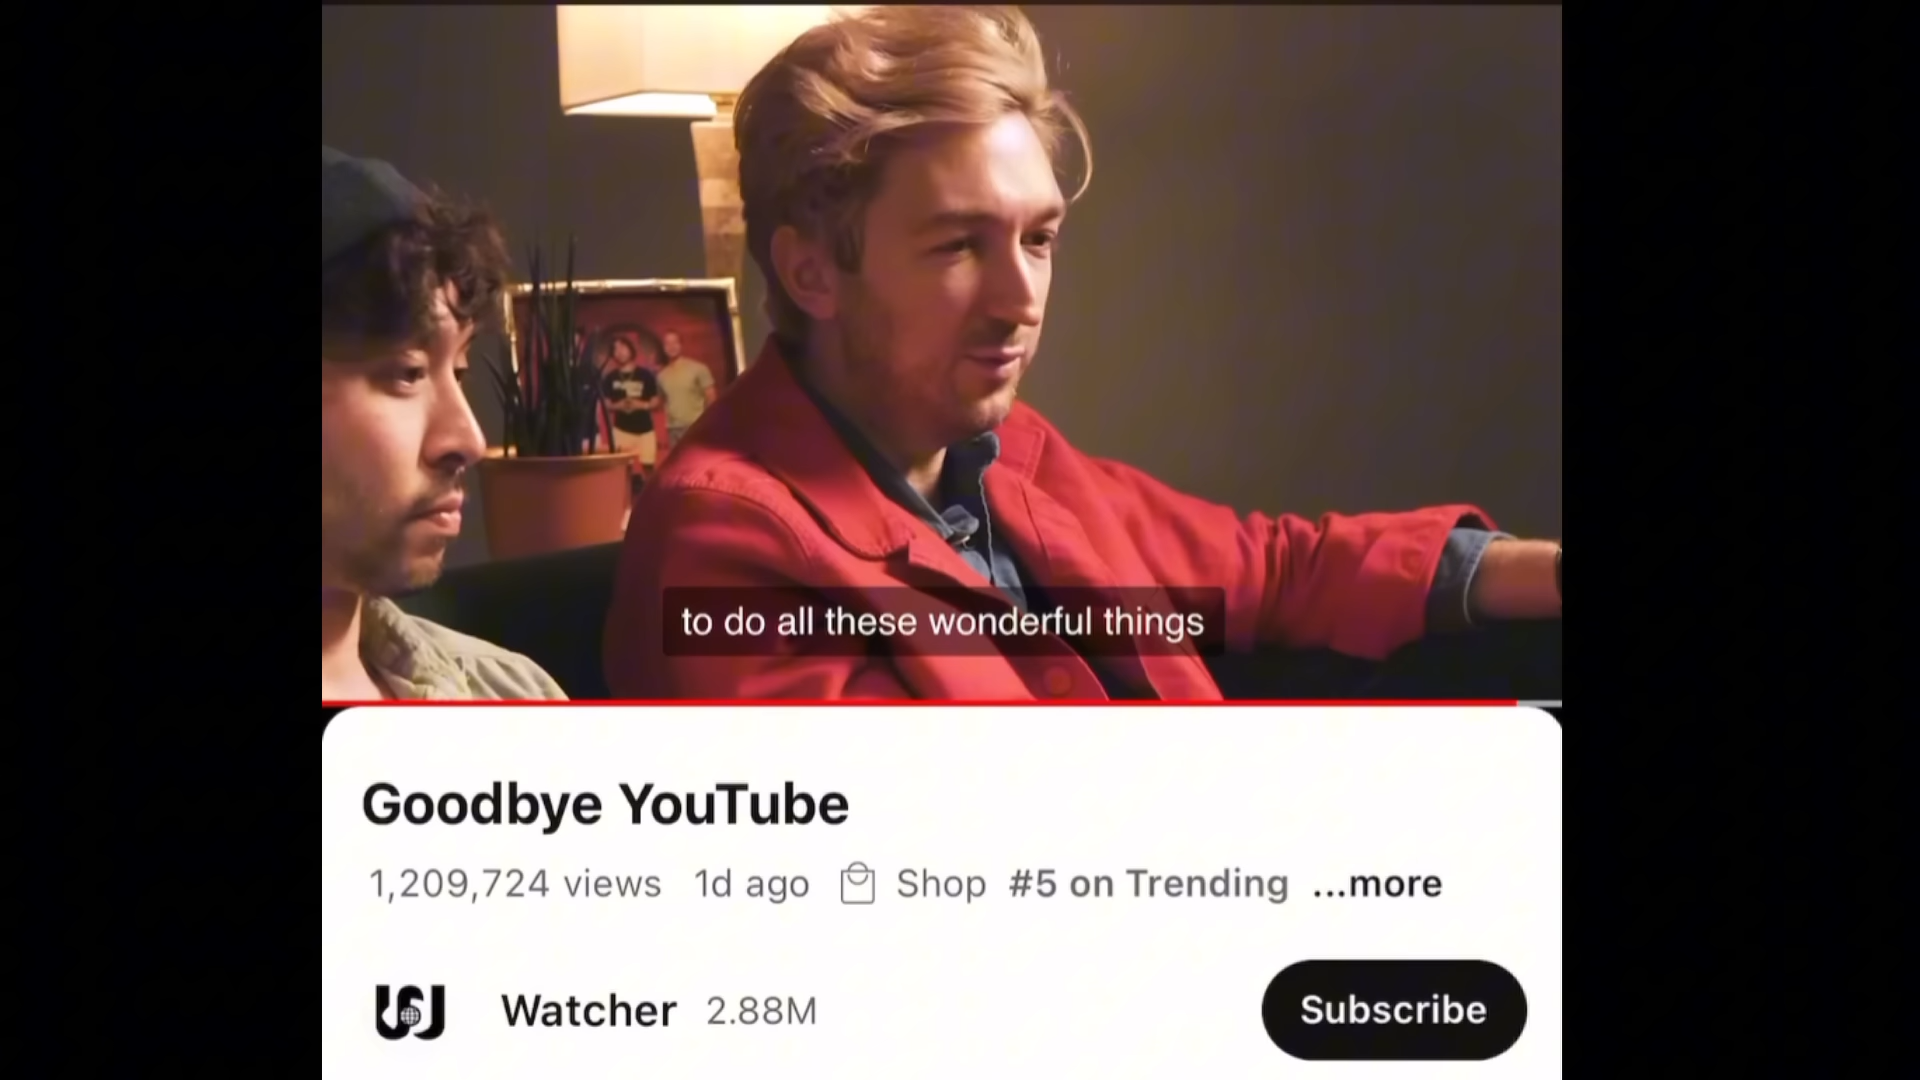 to do all these wonderful things
Goodbye YouTube
1,209,724 views 1d ago Shop #5 on Trending ...more
Watcher 2.88M Subscribe